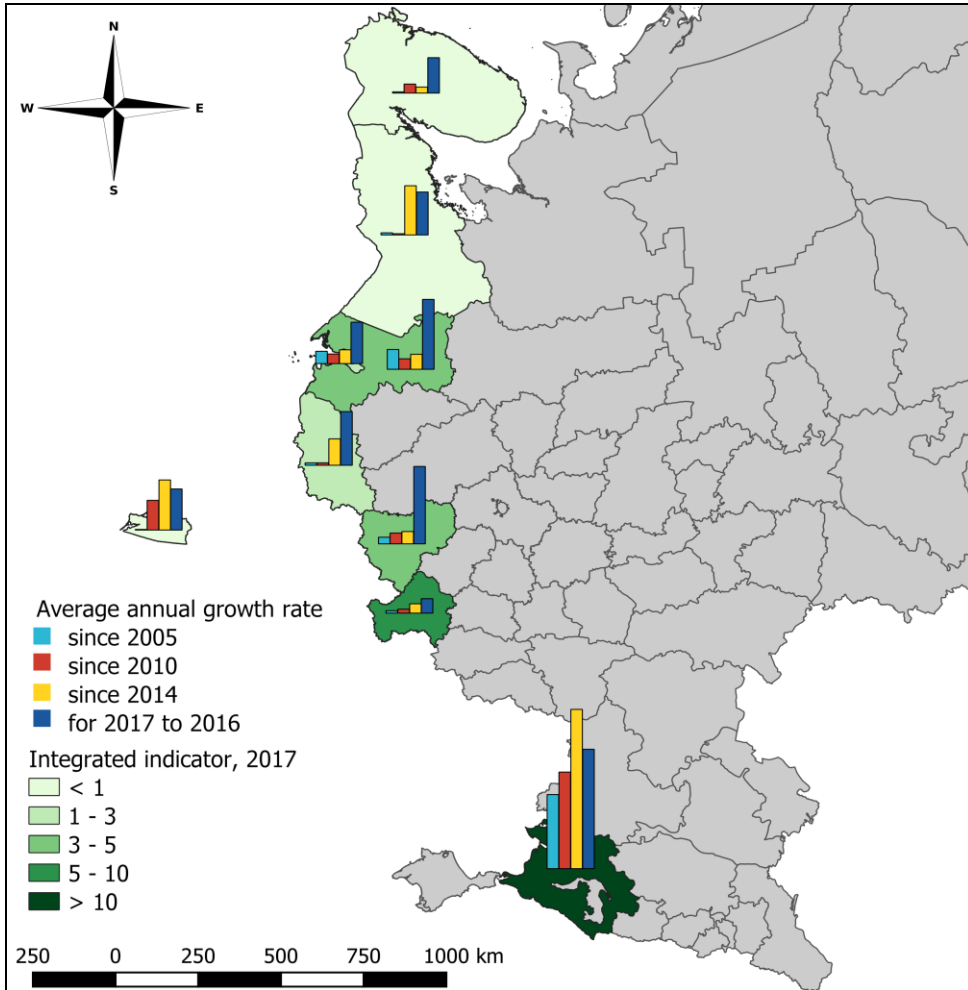 N
W E
S
Average annual growth rate
since 2005
since 2010
since 2014
for 2017 to 2016
Integrated indicator, 2017
< 1
1 - 3
3 - 5
5 - 10
> 10
250 0 250 500 750 1000 km